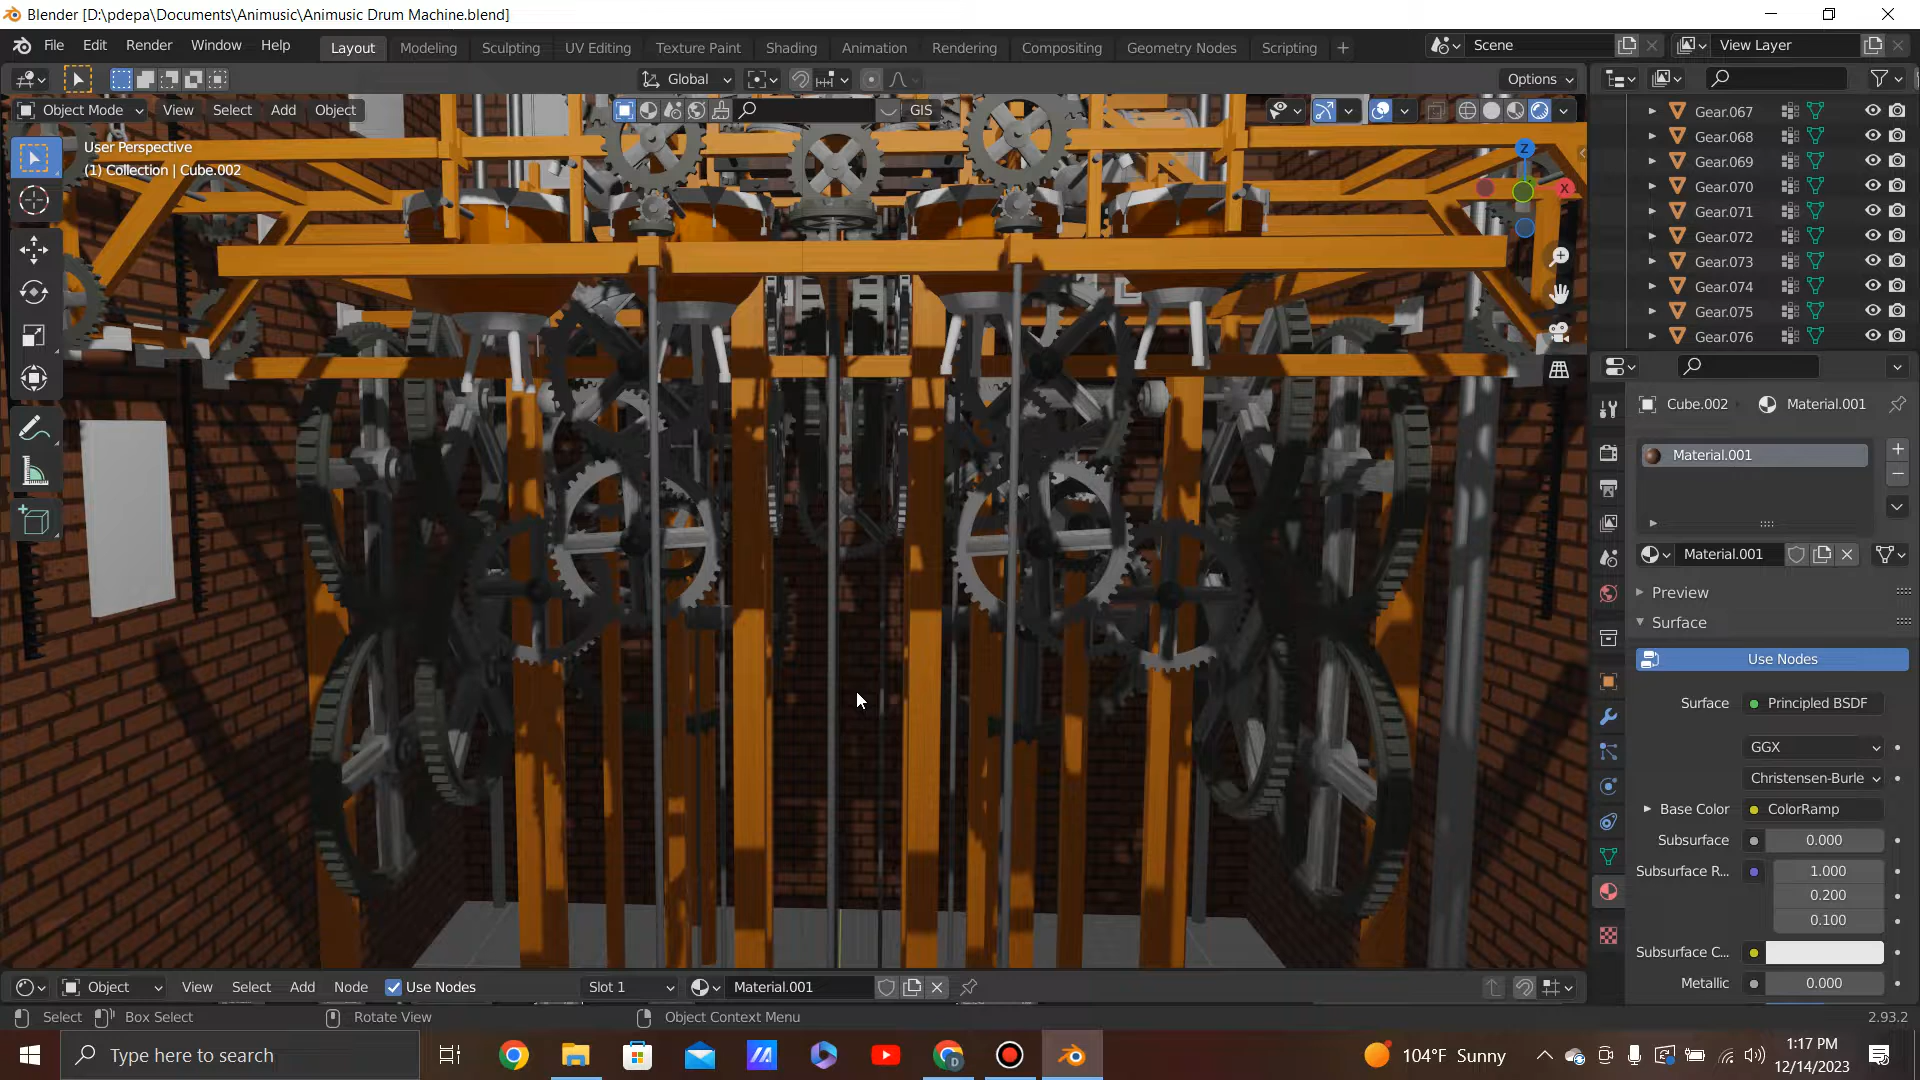 Blender [D:\pdepa\Documents\Animusic\Animusic Drum Machine.blend]
File Edit Render Window Help Layout Modeling Sculpting UV Editing Texture Paint Shading Animation Rendering Compositing Geometry Nodes Scripting + Scene View Layer
Global Options
Object Mode View Select Add Object GIS
User Perspective
(1) Collection | Cube.002
Z
X
Gear.067
Gear.068
Gear.069
Gear.070
Gear.071
Gear.072
Gear.073
Gear.074
Gear.075
Gear.076
Cube.002 Material.001
Material.001
Material.001
Preview
Surface
Use Nodes
Surface Principled BSDF
GGX
Christensen-Burle
Base Color ColorRamp
Subsurface 0.000
Subsurface R... 1.000
0.200
0.100
Subsurface C...
Metallic 0.000
Object View Select Add Node Use Nodes Slot 1 Material.001
Select Box Select Rotate View Object Context Menu 2.93.2
Type here to search 104°F Sunny 1:17 PM
12/14/2023